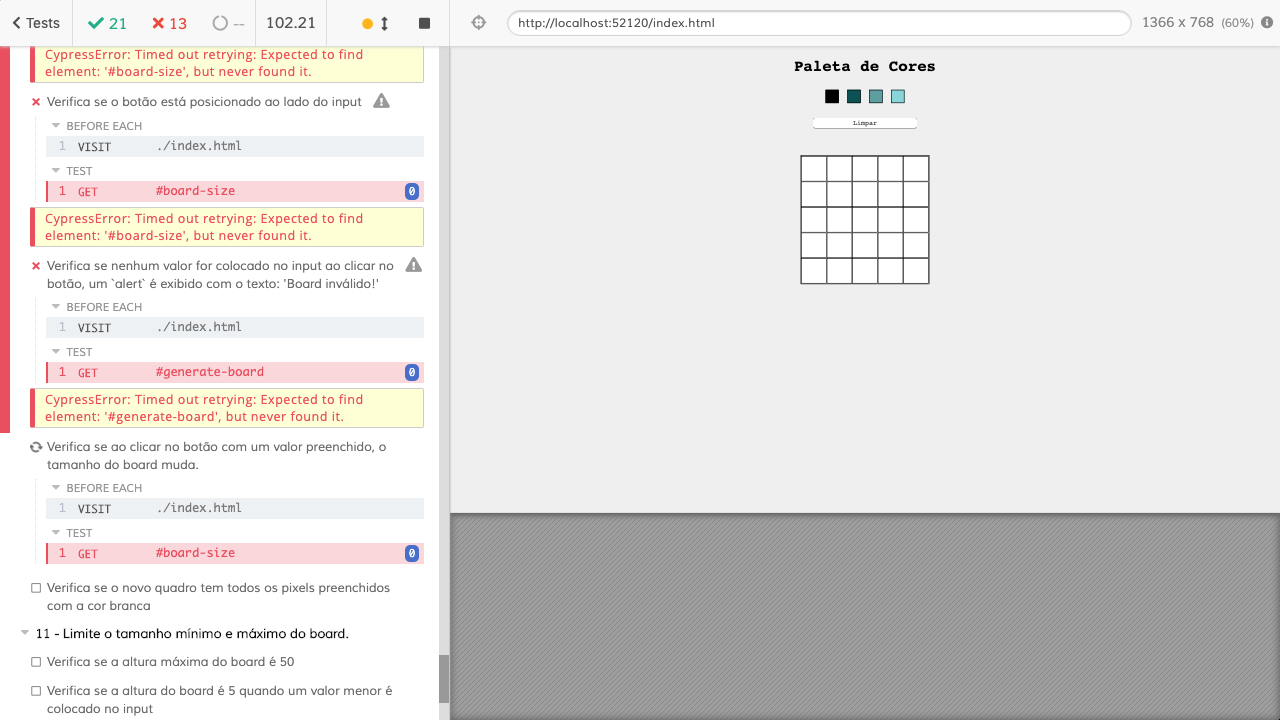 Tests
21
13
--
102.21
http://localhost:52120/index.html
1366 x 768 (60%)
CypressError: Timed out retrying: Expected to find
element: '#board-size', but never found it.
Verifica se o botão está posicionado ao lado do input
BEFORE EACH
1 VISIT ./index.html
TEST
1 GET #board-size 0
CypressError: Timed out retrying: Expected to find
element: '#board-size', but never found it.
Verifica se nenhum valor for colocado no input ao clicar no
botão, um `alert` é exibido com o texto: 'Board inválido!'
BEFORE EACH
1 VISIT ./index.html
TEST
1 GET #generate-board 0
CypressError: Timed out retrying: Expected to find
element: '#generate-board', but never found it.
Verifica se ao clicar no botão com um valor preenchido, o
tamanho do board muda.
BEFORE EACH
1 VISIT ./index.html
TEST
1 GET #board-size 0
Verifica se o novo quadro tem todos os pixels preenchidos
com a cor branca
11 - Limite o tamanho mínimo e máximo do board.
Verifica se a altura máxima do board é 50
Verifica se a altura do board é 5 quando um valor menor é
colocado no input
Paleta de Cores
Limpar